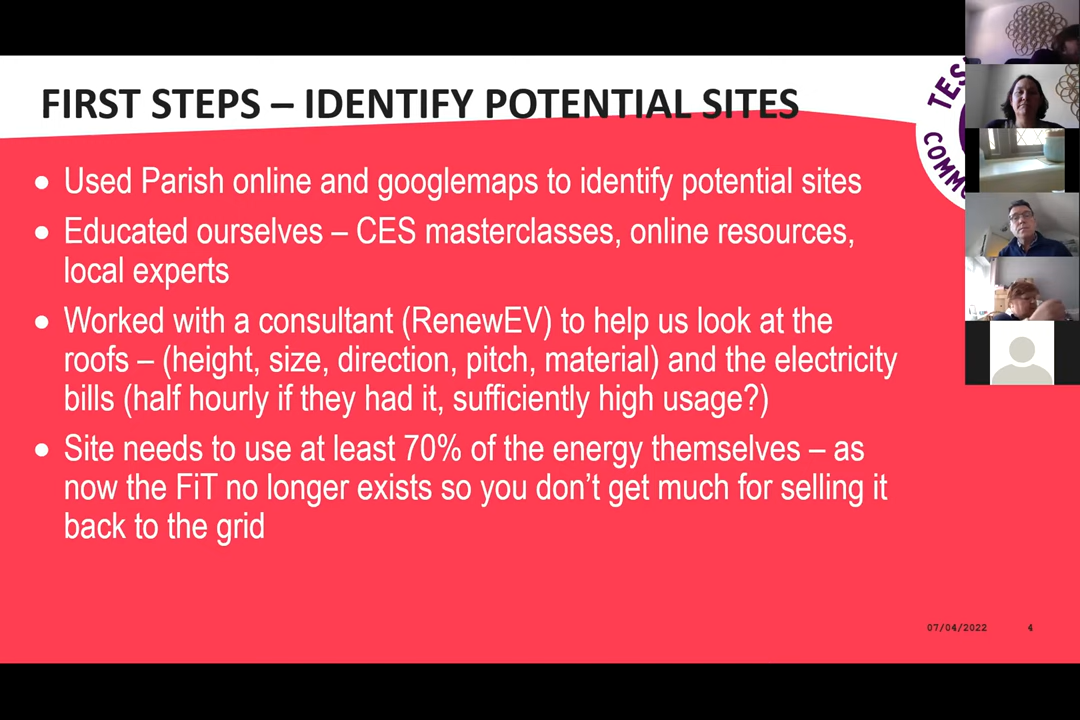 FIRST STEPS – IDENTIFY POTENTIAL SITES
TES
COMMU
● Used Parish online and googlemaps to identify potential sites
● Educated ourselves – CES masterclasses, online resources,
local experts
● Worked with a consultant (RenewEV) to help us look at the
roofs – (height, size, direction, pitch, material) and the electricity
bills (half hourly if they had it, sufficiently high usage?)
● Site needs to use at least 70% of the energy themselves – as
now the FiT no longer exists so you don’t get much for selling it
back to the grid
07/04/2022 4